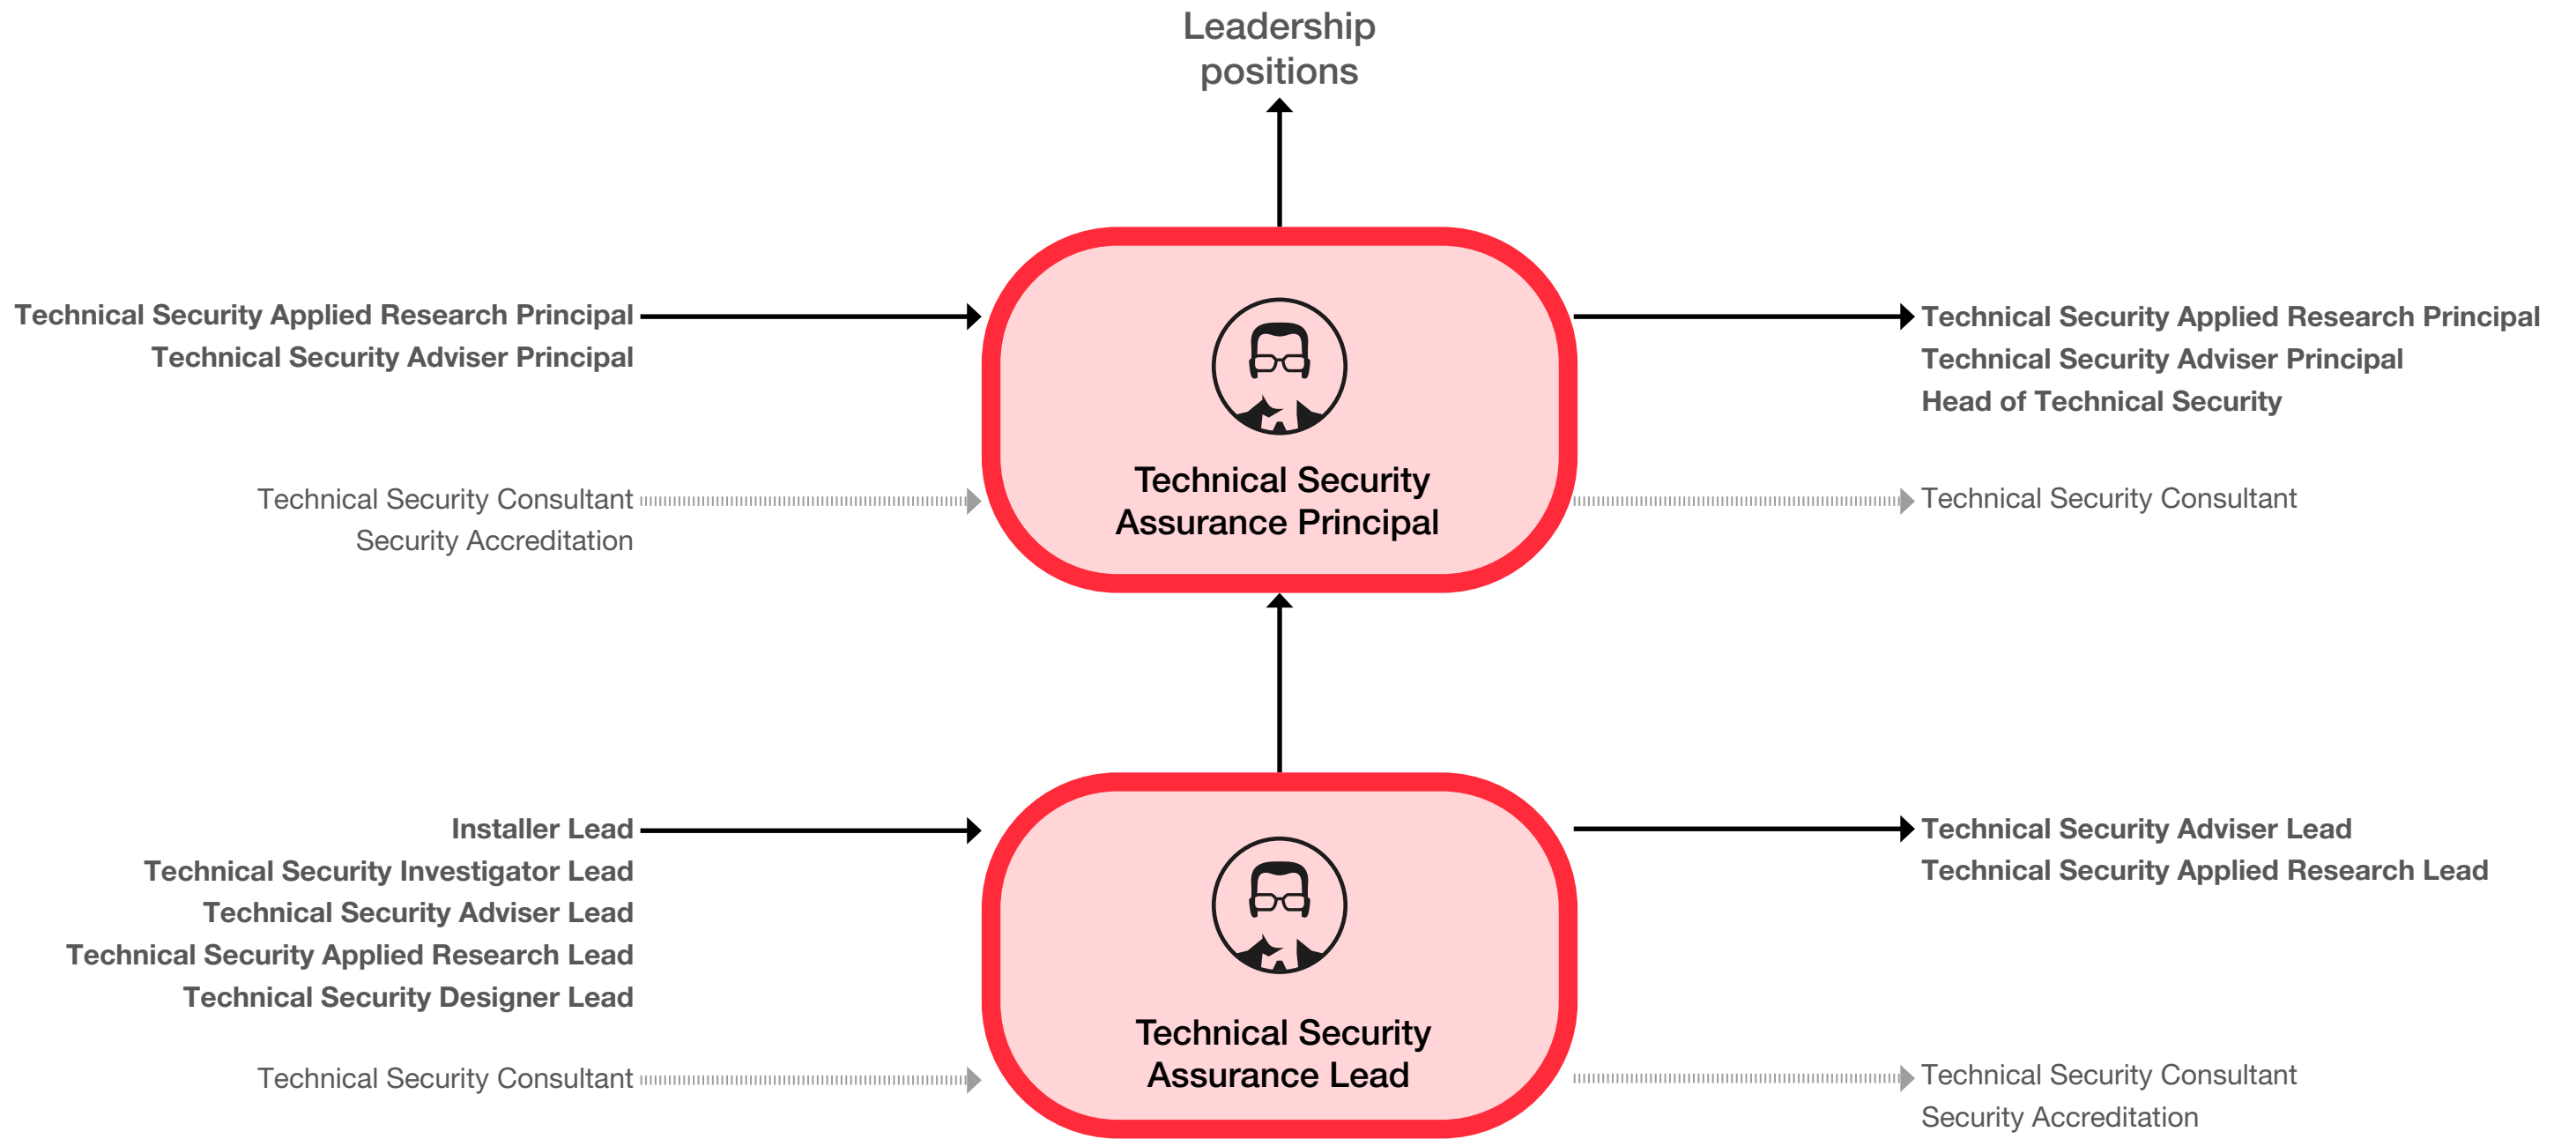 Leadership
positions
Technical Security Applied Research Principal
Technical Security Adviser Principal
Technical Security Consultant
Security Accreditation
Technical Security
Assurance Principal
Technical Security Applied Research Principal
Technical Security Adviser Principal
Head of Technical Security
Technical Security Consultant
Installer Lead
Technical Security Investigator Lead
Technical Security Adviser Lead
Technical Security Applied Research Lead
Technical Security Designer Lead
Technical Security Consultant
Technical Security
Assurance Lead
Technical Security Adviser Lead
Technical Security Applied Research Lead
Technical Security Consultant
Security Accreditation